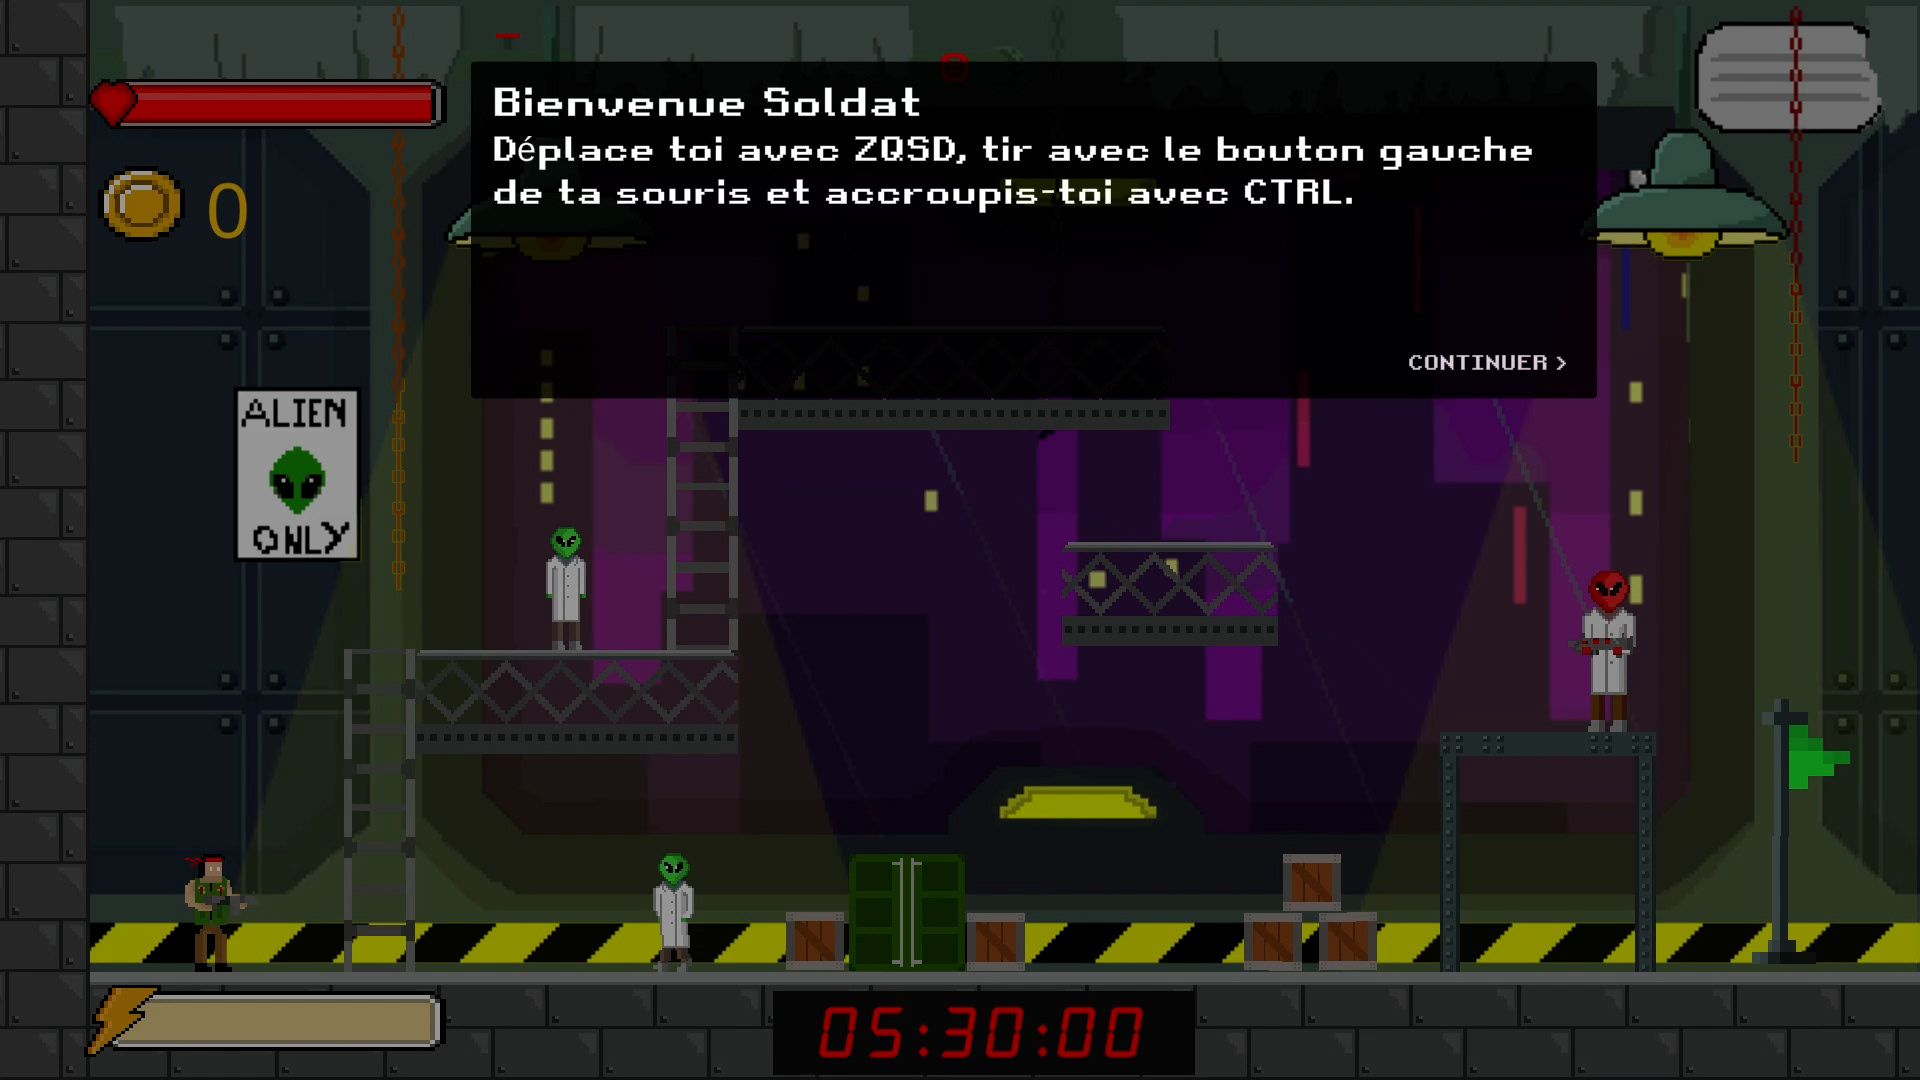 Bienvenue Soldat
Déplace toi avec ZQSD, tir avec le bouton gauche
de ta souris et accroupis-toi avec CTRL.
CONTINUER >
0
ALIEN
ONLY
05:30:00